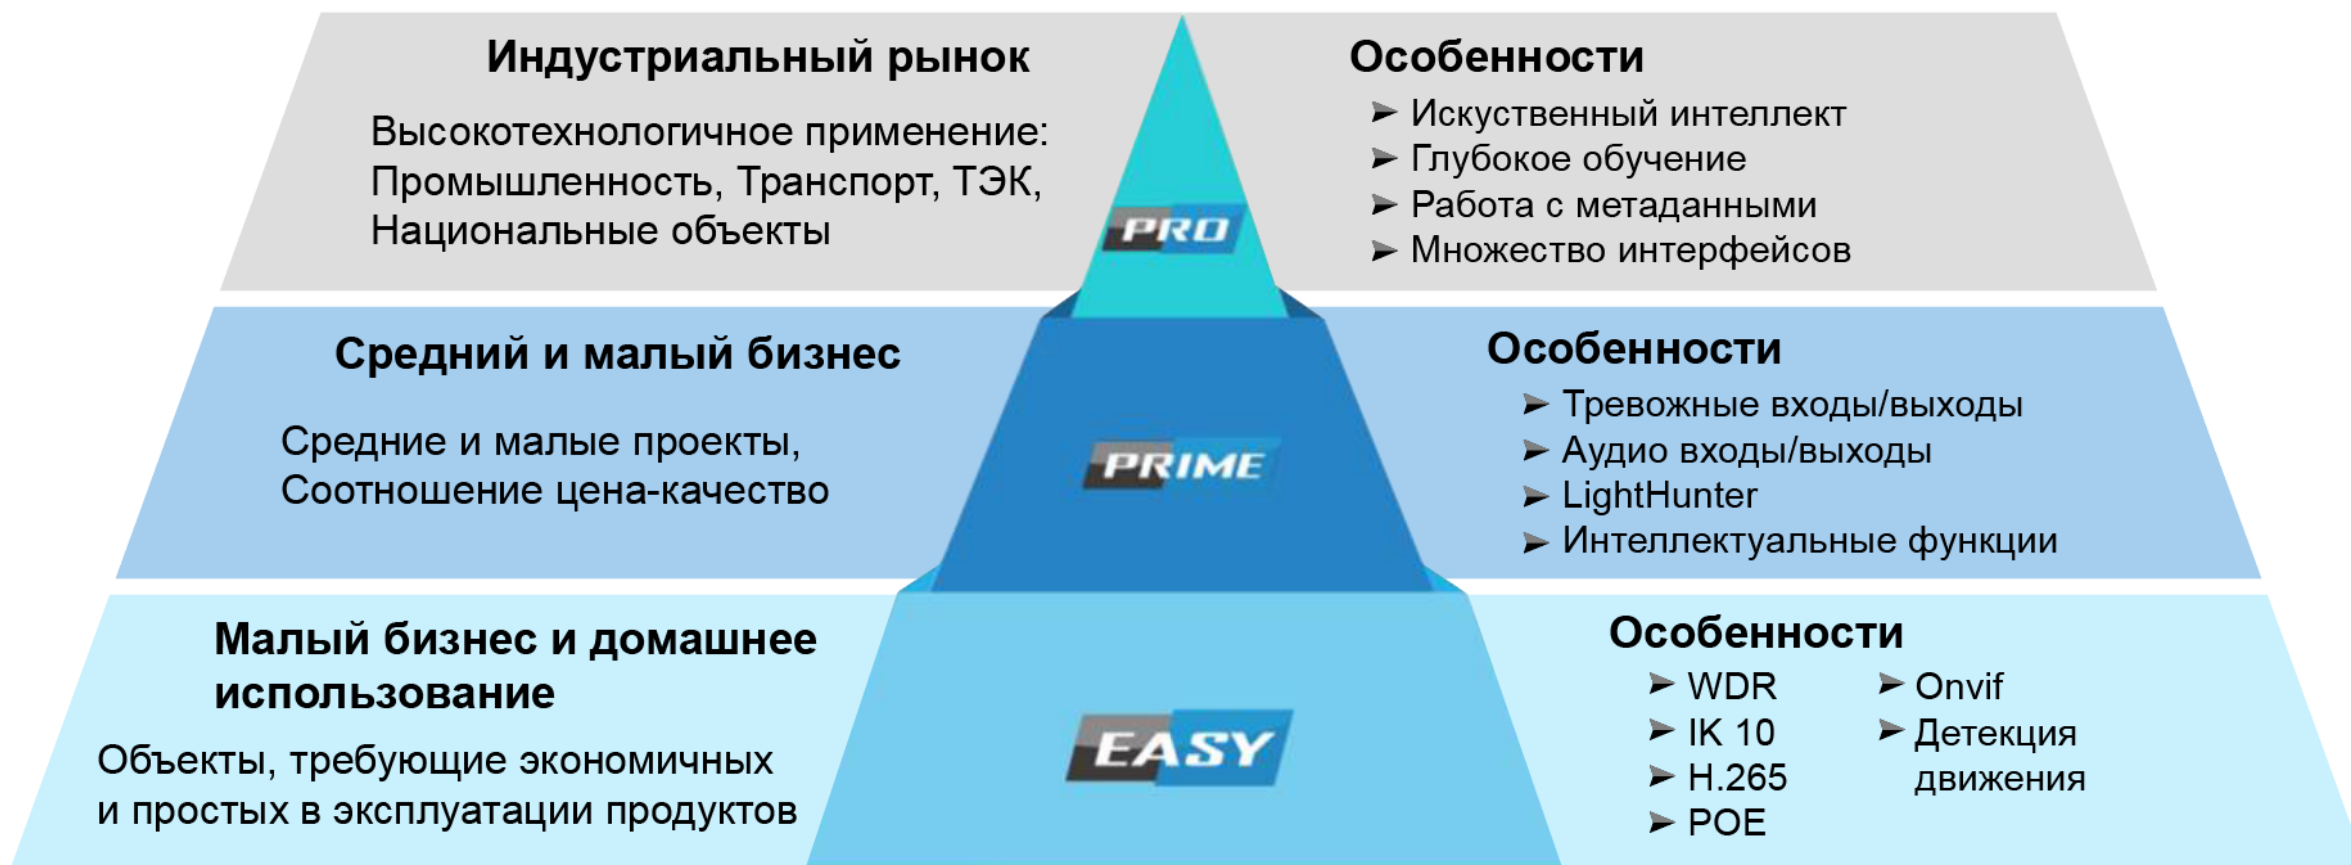 Индустриальный рынок
Высокотехнологичное применение:
Промышленность, Транспорт, ТЭК,
Национальные объекты
PRO
Особенности
Искуственный интеллект
Глубокое обучение
Работа с метаданными
Множество интерфейсов
Средний и малый бизнес
Средние и малые проекты,
Соотношение цена-качество
PRIME
Особенности
Тревожные входы/выходы
Аудио входы/выходы
LightHunter
Интеллектуальные функции
Малый бизнес и домашнее
использование
Объекты, требующие экономичных
и простых в эксплуатации продуктов
EASY
Особенности
WDR
IK 10
H.265
POE
Onvif
Детекция
движения